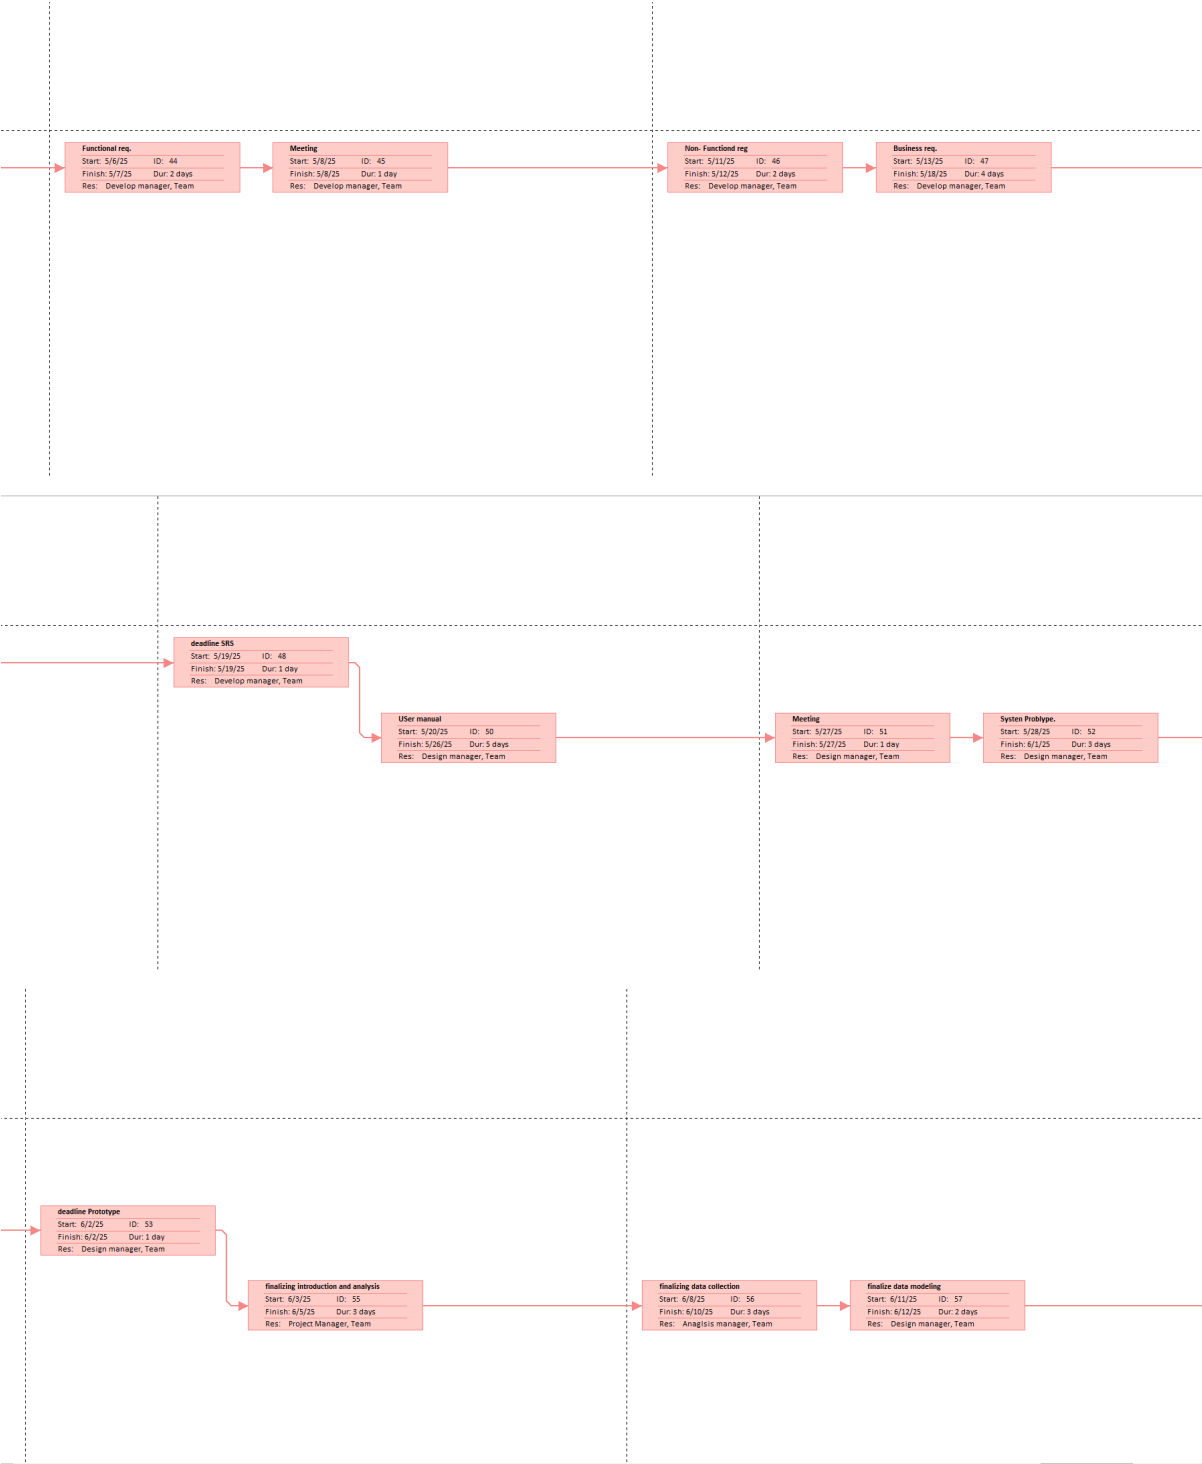 Functional req.
Start: 5/6/25 ID: 44
Finish: 5/7/25 Dur: 2 days
Res: Develop manager, Team
Meeting
Start: 5/8/25 ID: 45
Finish: 5/8/25 Dur: 1 day
Res: Develop manager, Team
Non- Functiond reg
Start: 5/11/25 ID: 46
Finish: 5/12/25 Dur: 2 days
Res: Develop manager, Team
Business req.
Start: 5/13/25 ID: 47
Finish: 5/18/25 Dur: 4 days
Res: Develop manager, Team
deadline SRS
Start: 5/19/25 ID: 48
Finish: 5/19/25 Dur: 1 day
Res: Develop manager, Team
USer manual
Start: 5/20/25 ID: 50
Finish: 5/26/25 Dur: 5 days
Res: Design manager, Team
Meeting
Start: 5/27/25 ID: 51
Finish: 5/27/25 Dur: 1 day
Res: Design manager, Team
Systen Problype.
Start: 5/28/25 ID: 52
Finish: 6/1/25 Dur: 3 days
Res: Design manager, Team
deadline Prototype
Start: 6/2/25 ID: 53
Finish: 6/2/25 Dur: 1 day
Res: Design manager, Team
finalizing introduction and analysis
Start: 6/3/25 ID: 55
Finish: 6/5/25 Dur: 3 days
Res: Project Manager, Team
finalizing data collection
Start: 6/8/25 ID: 56
Finish: 6/10/25 Dur: 3 days
Res: Anaglsis manager, Team
finalize data modeling
Start: 6/11/25 ID: 57
Finish: 6/12/25 Dur: 2 days
Res: Design manager, Team